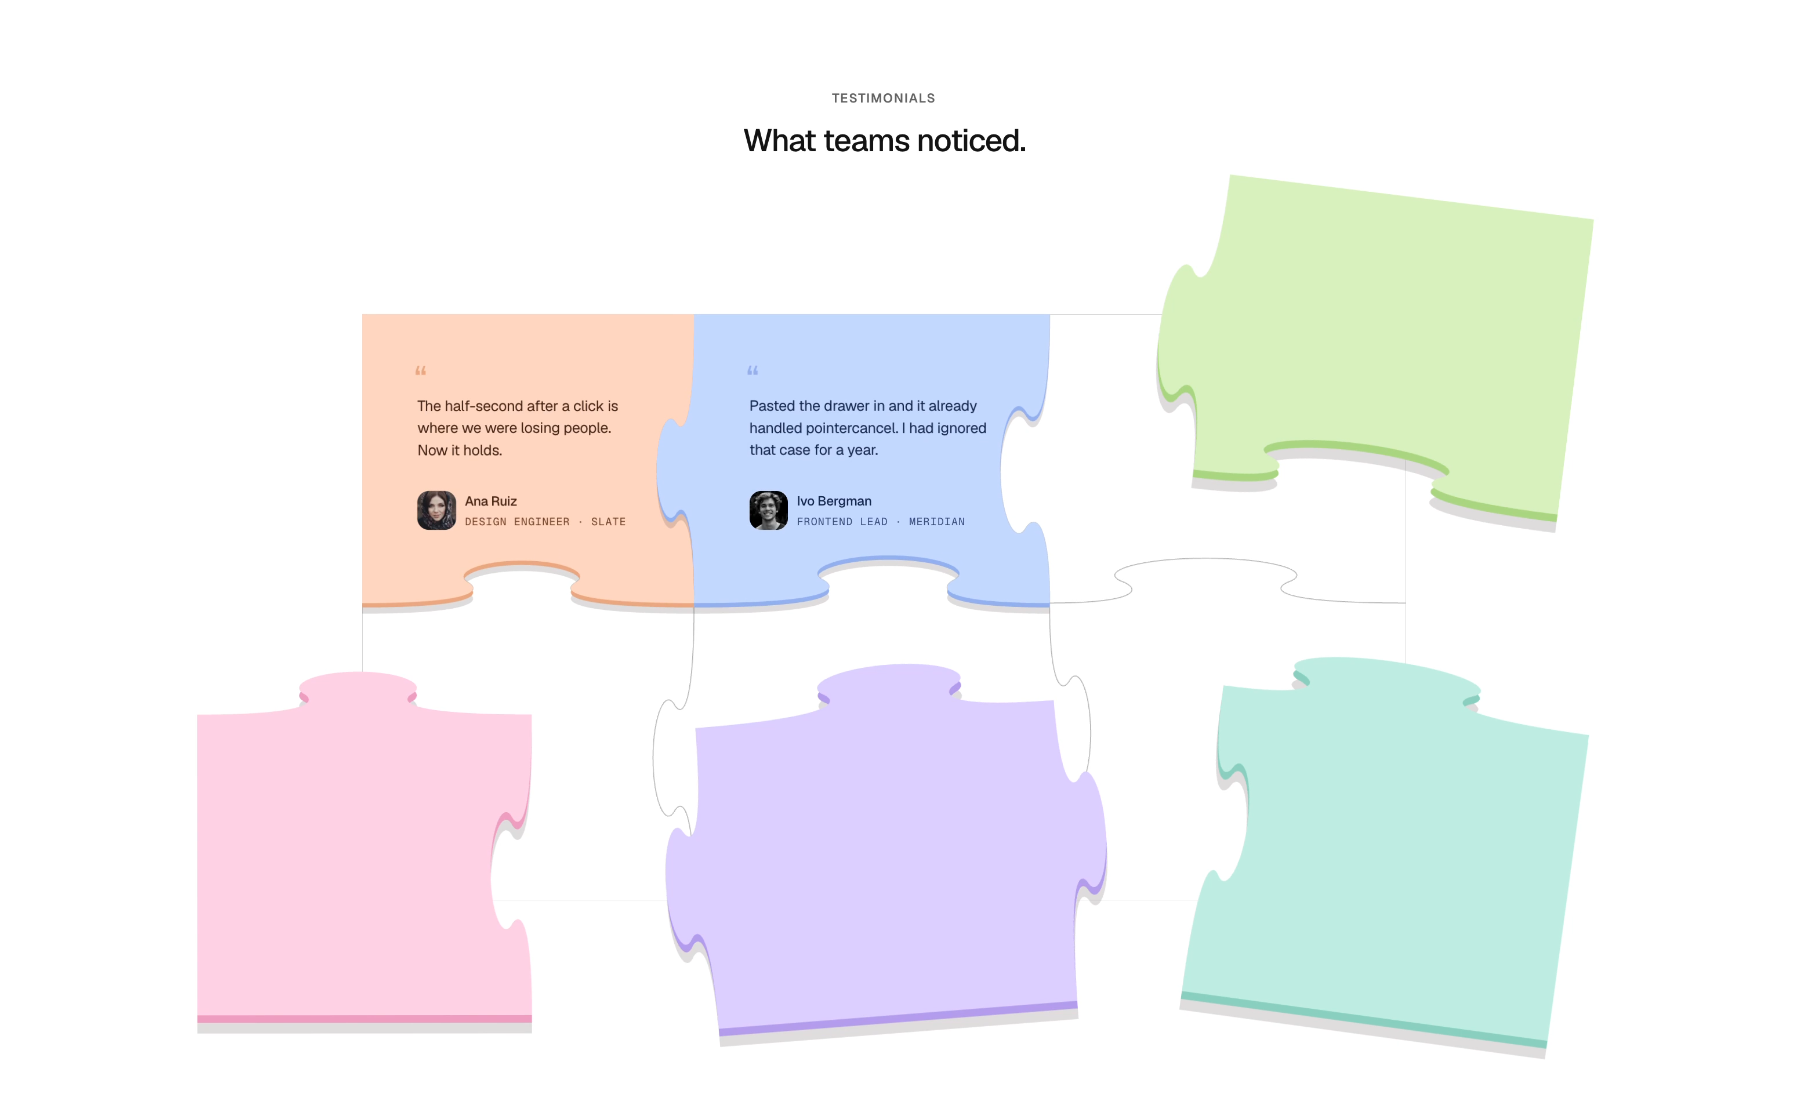 TESTIMONIALS
What teams noticed.
“
The half-second after a click is
where we were losing people.
Now it holds.
Ana Ruiz
DESIGN ENGINEER · SLATE
“
Pasted the drawer in and it already
handled pointercancel. I had ignored
that case for a year.
Ivo Bergman
FRONTEND LEAD · MERIDIAN